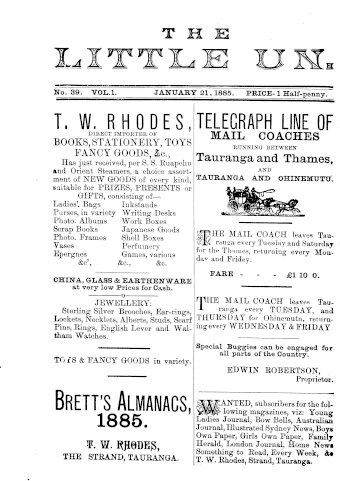 THE
LITTLE UN.
No. 39. VOL.1. JANUARY 21, 1885. PRICE-1 Half-penny.
T. W. RHODES,
DIRECT IMPORTER OF
BOOKS, STATIONERY, TOYS
FANCY GOODS, &c.,
Has just received, per S. S. Ruapehu
and Orient Steamers, a choice assort-
ment of NEW GOODS of every kind,
suitable for PRIZES, PRESENTS or
GIFTS, consisting of—
Ladies'. Bags Inkstands
Purses, in variety Writing Desks
Photo. Albums Work Boxes
Scrap Books Japanese Goods
Photo. Frames Shell Boxes
Vases Perfumery
Epergnes Games, various
&c', &c., &c.
CHINA, GLASS & EARTHENWARE
at very low Prices for Cash.
JEWELLERY:
Sterling Silver Brooches, Ear-rings,
Lockets, Necklets, Alberts, Studs, Scarf
Pins, Rings, English Lever and Wal-
tham Watches.
TOYS & FANCY GOODS in variety.
BRETT'S ALMANACS,
1885.
T. W. RHODES,
THE STRAND, TAURANGA.
TELEGRAPH LINE OF
MAIL COACHES
RUNNING BETWEEN
Tauranga and Thames,
AND
TAURANGA AND OHINEMUTU.
THE MAIL COACH leaves Tau-
renga every Tuesday and Saturday
for the Thames, returning every Mon-
day and Friday.
FARE - - - £1 10 0.
THE MAIL COACH leaves Tau-
ranga every TUESDAY, and
THURSDAY for Ohinemutu, return-
ing every WEDNESDAY & FRIDAY
Special Buggies can be engaged for
all parts of the Country.
EDWIN ROBERTSON,
Proprietor.
WANTED, subscribers for the fol-
lowing magazines, viz: Young
Ladies Journal, Bow Bells, Australian
Journal, Illustrated Sydney News, Boys
Own Paper, Girls Own Paper, Family
Herald, London Journal, Home News
Something to Read, Every Week, &c
T. W. Rhodes, Strand, Tauranga.